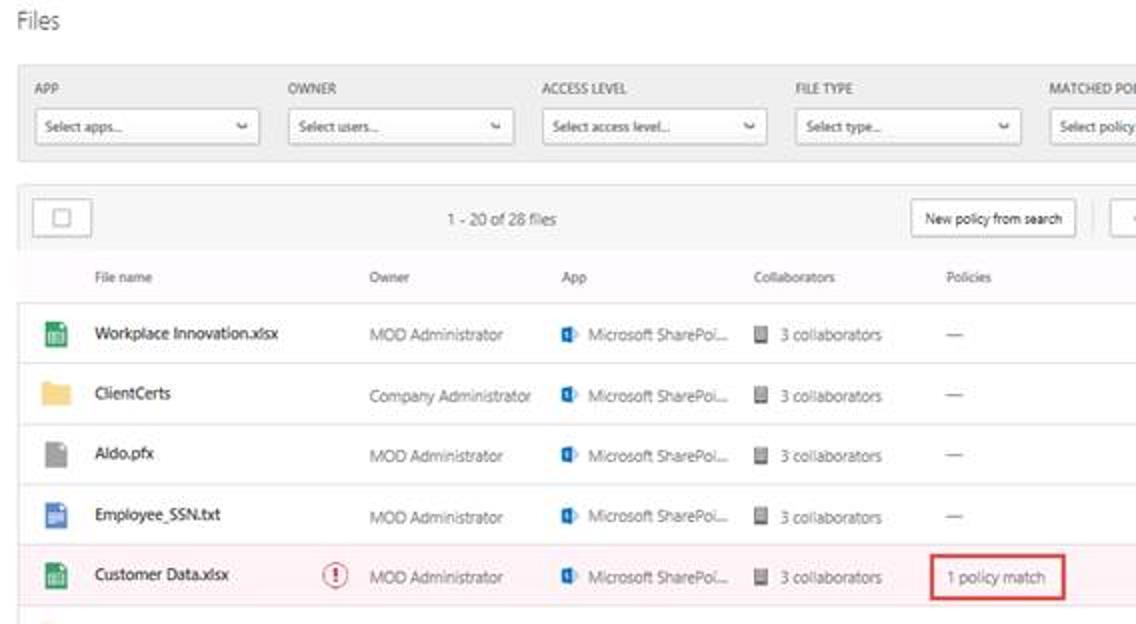 Files
APP OWNER ACCESS LEVEL FILE TYPE MATCHED POI
Select apps... Select users... Select access level... Select type... Select policy
1 - 20 of 28 files New policy from search
File name Owner App Collaborators Policies
Workplace Innovation.xlsx MOD Administrator Microsoft SharePoi... 3 collaborators —
ClientCerts Company Administrator Microsoft SharePoi... 3 collaborators —
Aldo.pfx MOD Administrator Microsoft SharePoi... 3 collaborators —
Employee_SSN.txt MOD Administrator Microsoft SharePoi... 3 collaborators —
Customer Data.xlsx MOD Administrator Microsoft SharePoi... 3 collaborators 1 policy match